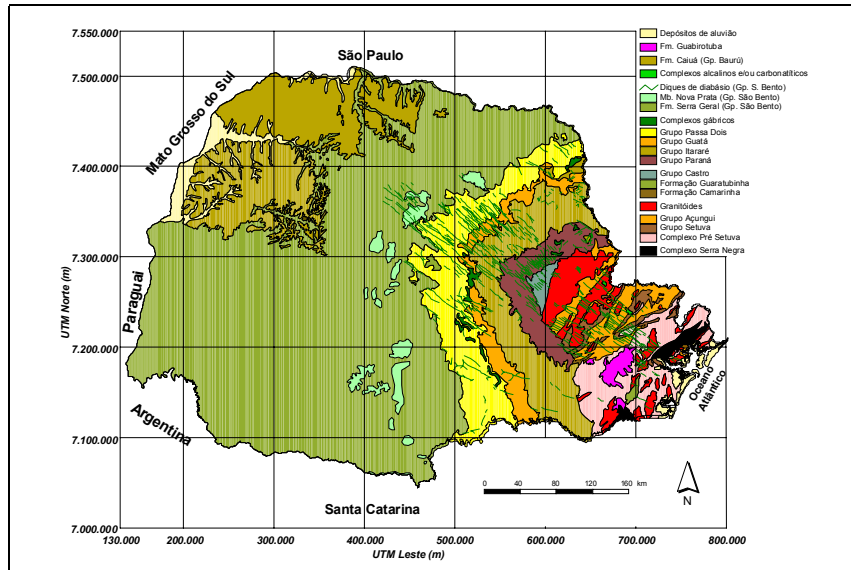 7.550.000
7.500.000
7.400.000
7.300.000
7.200.000
7.100.000
7.000.000
UTM Norte (m)
São Paulo
Mato Grosso do Sul
Paraguai
Argentina
Santa Catarina
Oceano
Atlântico
Depósitos de aluvião
Fm. Guabirotuba
Fm. Caiuá (Gp. Baurú)
Complexos alcalinos e/ou carbonatíticos
Diques de diabásio (Gp. S. Bento)
Mb. Nova Prata (Gp. São Bento)
Fm. Serra Geral (Gp. São Bento)
Complexos gábricos
Grupo Passa Dois
Grupo Guatá
Grupo Itararé
Grupo Paraná
Grupo Castro
Formação Guaratubinha
Formação Camarinha
Granitóides
Grupo Açungui
Grupo Setuva
Complexo Pré Setuva
Complexo Serra Negra
0 40 80 120 160 km
N
130.000 200.000 300.000 400.000 500.000 600.000 700.000 800.000
UTM Leste (m)